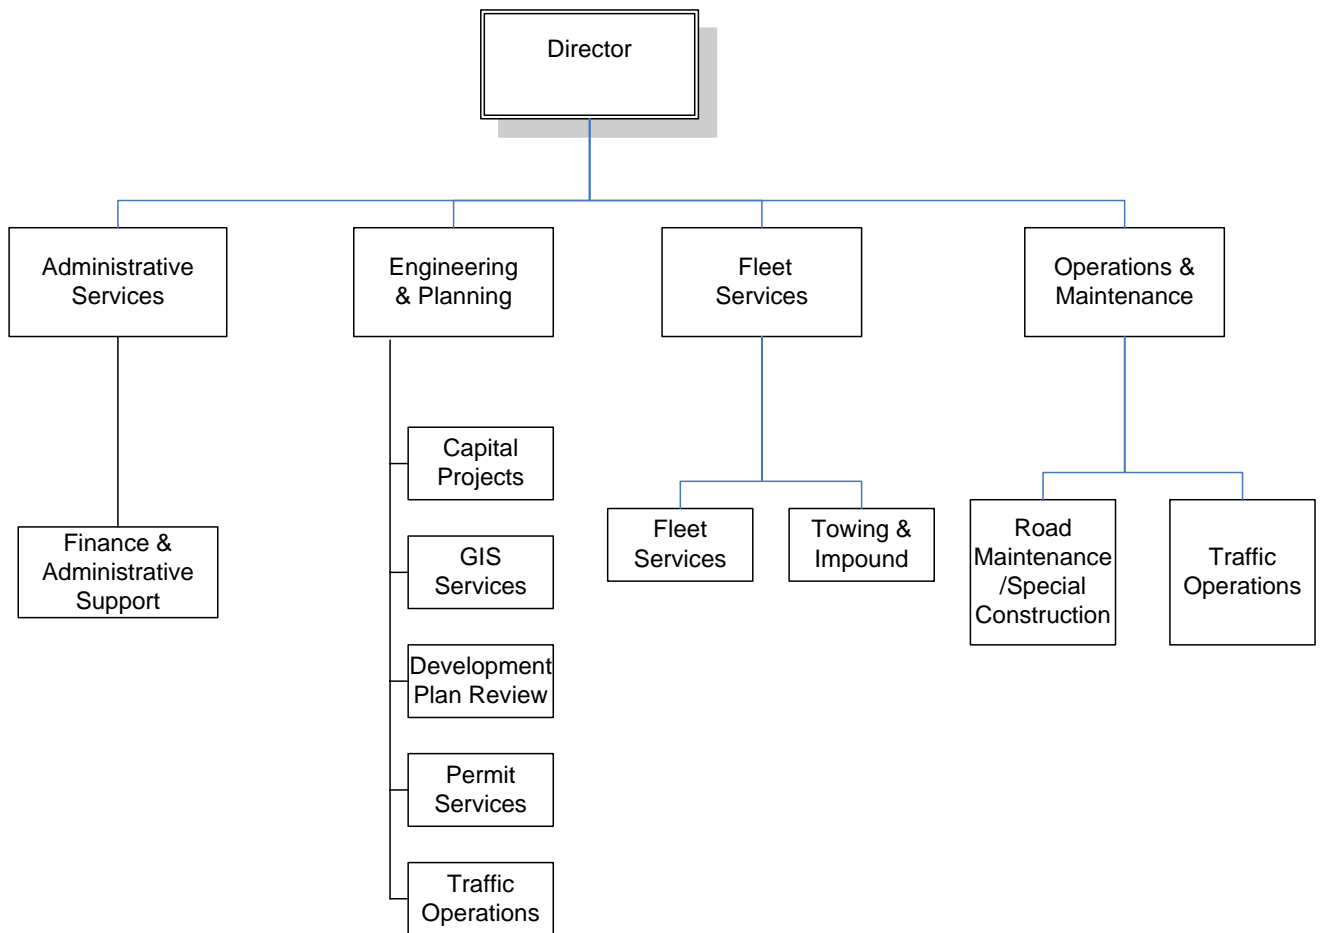 Director
Administrative
Services
Engineering
& Planning
Fleet
Services
Operations &
Maintenance
Finance &
Administrative
Support
Capital
Projects
GIS
Services
Development
Plan Review
Permit
Services
Traffic
Operations
Fleet
Services
Towing &
Impound
Road
Maintenance
/Special
Construction
Traffic
Operations